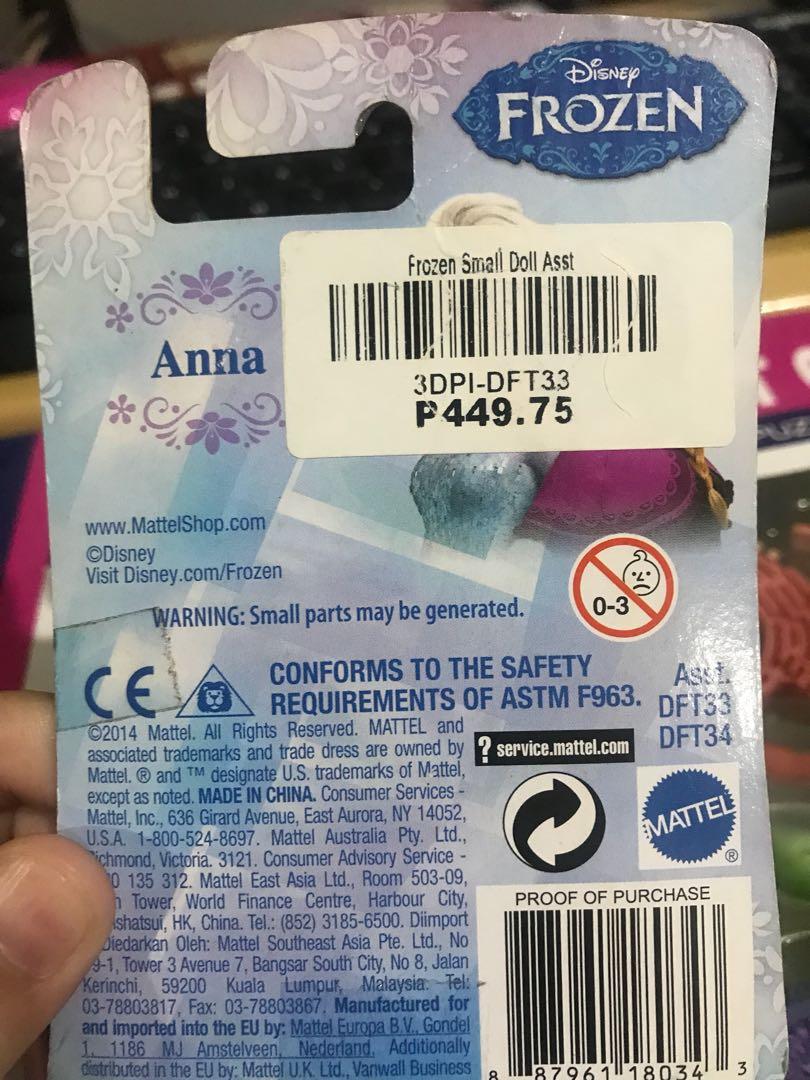 Disney
FROZEN
Frozen Small Doll Asst
3DPI-DFT33
₱449.75
Anna
www.MattelShop.com
©Disney
Visit Disney.com/Frozen
WARNING: Small parts may be generated.
0-3
CE
CONFORMS TO THE SAFETY
REQUIREMENTS OF ASTM F963.
Asst.
DFT33
DFT34
©2014 Mattel. All Rights Reserved. MATTEL and
associated trademarks and trade dress are owned by
Mattel. ® and ™ designate U.S. trademarks of Mattel,
except as noted. MADE IN CHINA. Consumer Services -
Mattel, Inc., 636 Girard Avenue, East Aurora, NY 14052,
U.S.A. 1-800-524-8697. Mattel Australia Pty. Ltd.,
Victoria. 3121. Consumer Advisory Service -
135 312. Mattel East Asia Ltd., Room 503-09,
Tower, World Finance Centre, Harbour City,
HK, China. Tel.: (852) 3185-6500. Diimport
Diedarkan Oleh: Mattel Southeast Asia Pte. Ltd., No
Tower 3 Avenue 7, Bangsar South City, No 8, Jalan
Kerinchi, 59200 Kuala Lumpur, Malaysia. Tel:
03-78803817, Fax: 03-78803867. Manufactured for
and imported into the EU by: Mattel Europa B.V., Gondel
1, 1186 MJ Amstelveen, Nederland. Additionally
distributed in the EU by: Mattel U.K. Ltd., Vanwall Business
? service.mattel.com
MATTEL
®
PROOF OF PURCHASE
8 87961 18034 3